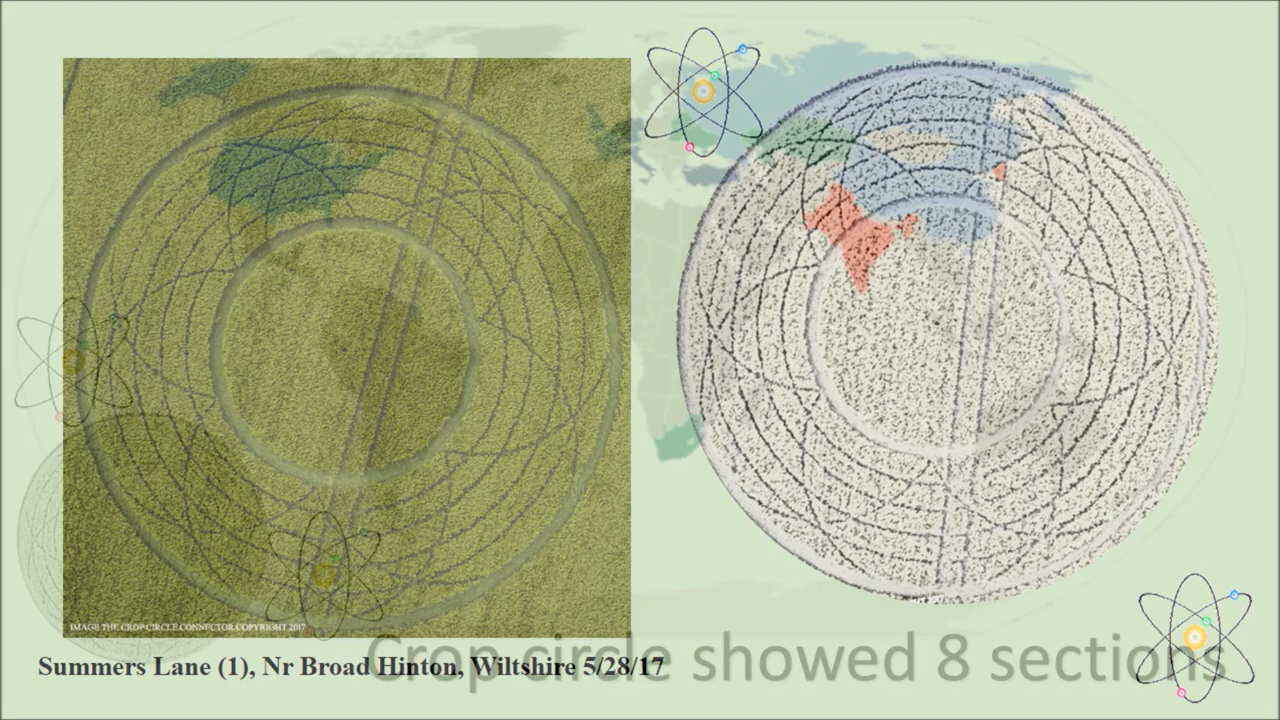 IMAGE THE CROP CIRCLE CONNECTOR COPYRIGHT 2017
Summers Lane (1), Nr Broad Hinton, Wiltshire 5/28/17
Crop circle showed 8 sections